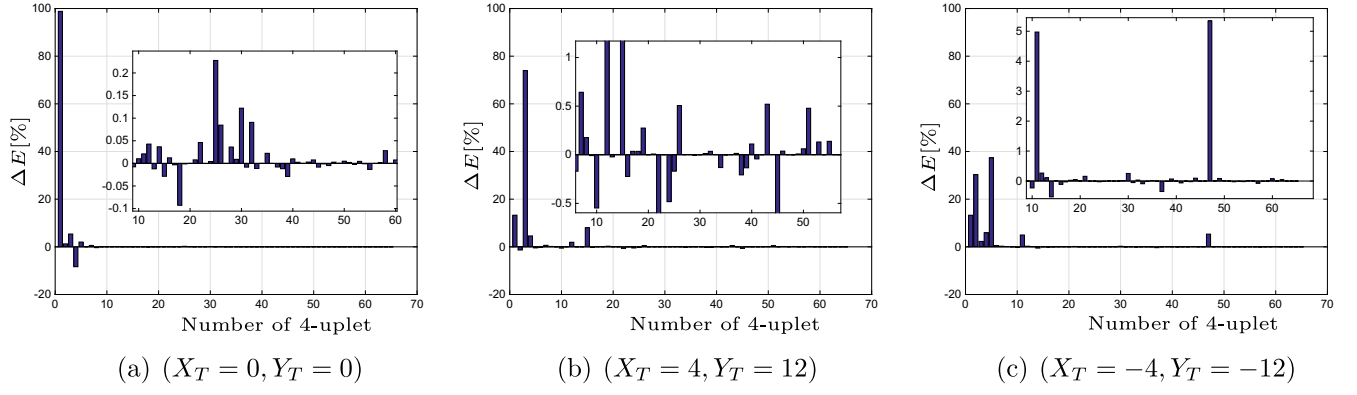 100
80
60
40
20
0
-20
ΔE[%]
0 10 20 30 40 50 60 70
Number of 4-uplet
0.2
0.15
0.1
0.05
0
-0.05
-0.1
10 20 30 40 50 60
(a) (X_T = 0, Y_T = 0)
100
80
60
40
20
0
-20
ΔE[%]
0 10 20 30 40 50 60 70
Number of 4-uplet
1
0.5
0
-0.5
10 20 30 40 50
(b) (X_T = 4, Y_T = 12)
100
80
60
40
20
0
-20
ΔE[%]
0 10 20 30 40 50 60 70
Number of 4-uplet
5
4
3
2
1
0
10 20 30 40 50 60
(c) (X_T = −4, Y_T = −12)